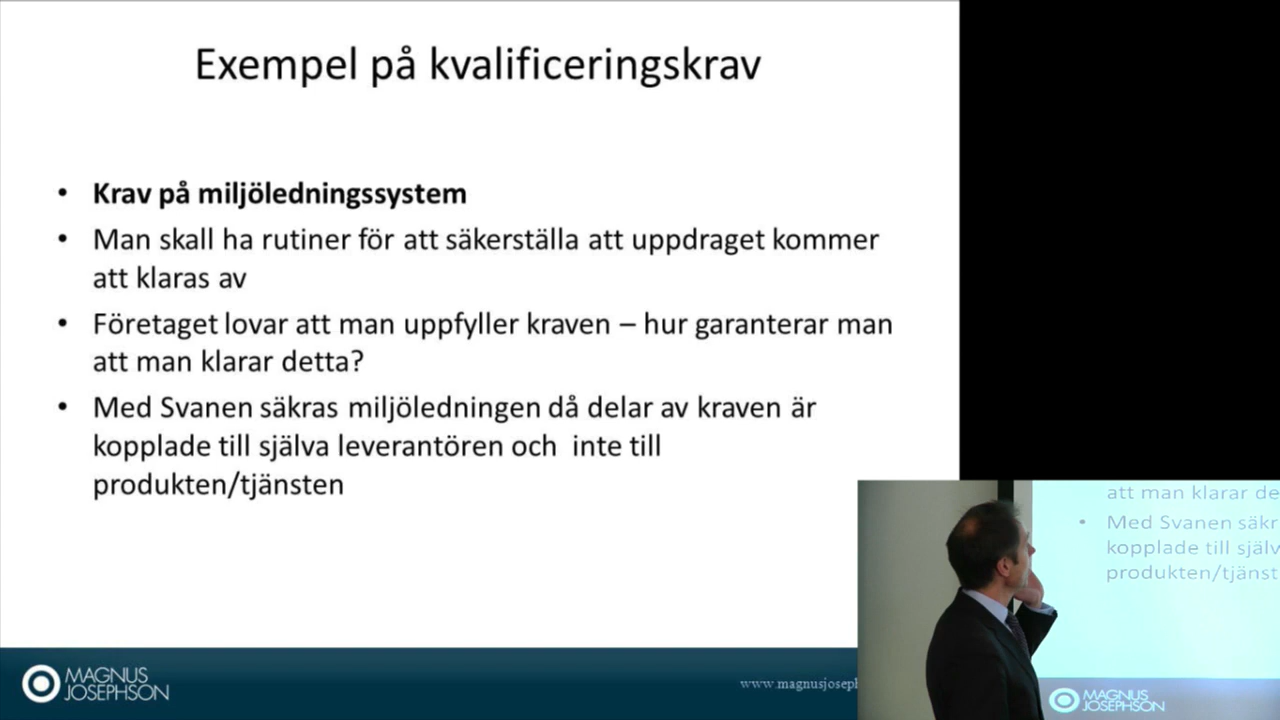 Exempel på kvalificeringskrav
• Krav på miljöledningssystem
• Man skall ha rutiner för att säkerställa att uppdraget kommer
att klaras av
• Företaget lovar att man uppfyller kraven – hur garanterar man
att man klarar detta?
• Med Svanen säkras miljöledningen då delar av kraven är
kopplade till själva leverantören och inte till
produkten/tjänsten
MAGNUS
JOSEPHSON
www.magnusjoseph
att man klarar de
• Med Svanen säkr
kopplade till själv
produkten/tjänst
MAGNUS
JOSEPHSON